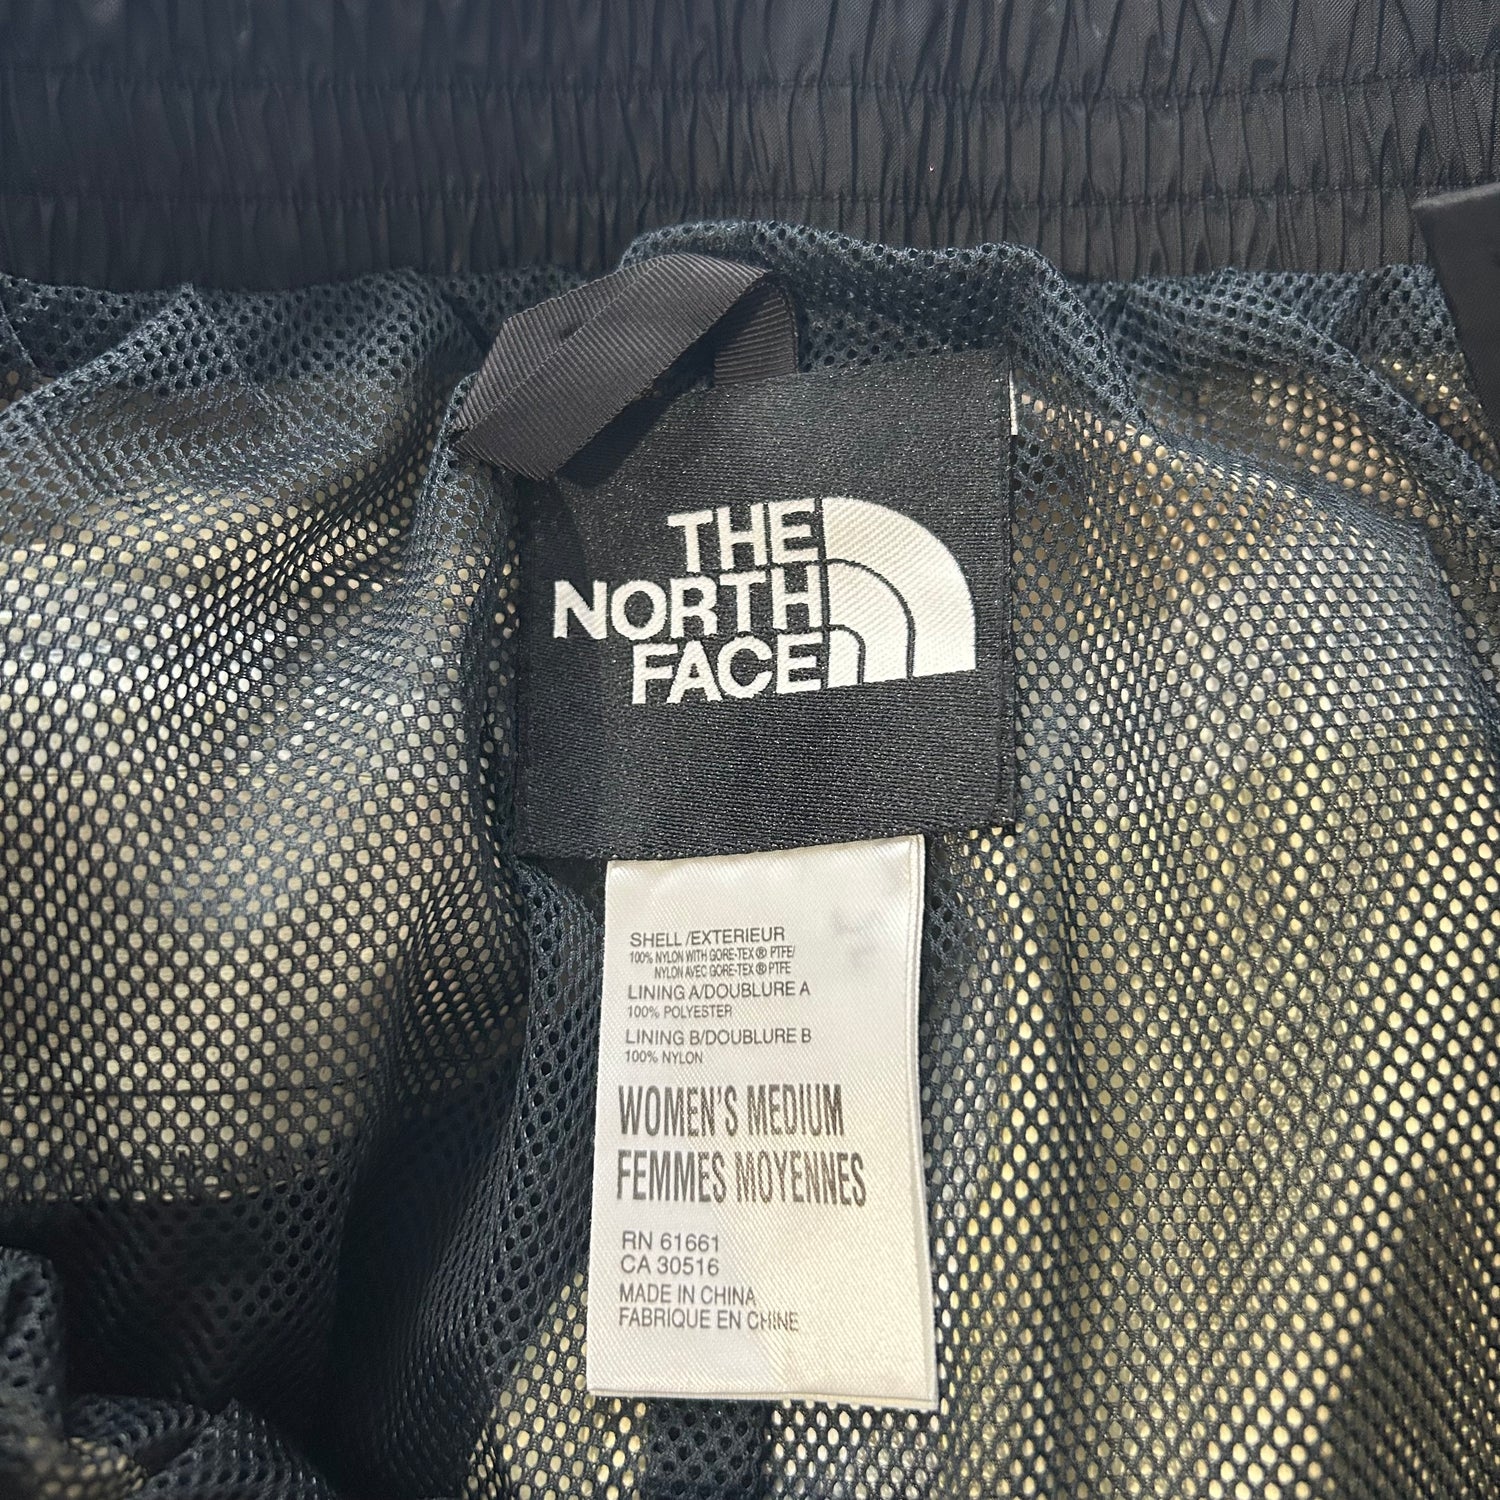 THE
NORTH
FACE
SHELL /EXTERIEUR
100% NYLON WITH GORE-TEX ® PTFE/
NYLON AVEC GORE-TEX ® PTFE
LINING A/DOUBLURE A
100% POLYESTER
LINING B/DOUBLURE B
100% NYLON
WOMEN'S MEDIUM
FEMMES MOYENNES
RN 61661
CA 30516
MADE IN CHINA
FABRIQUE EN CHINE